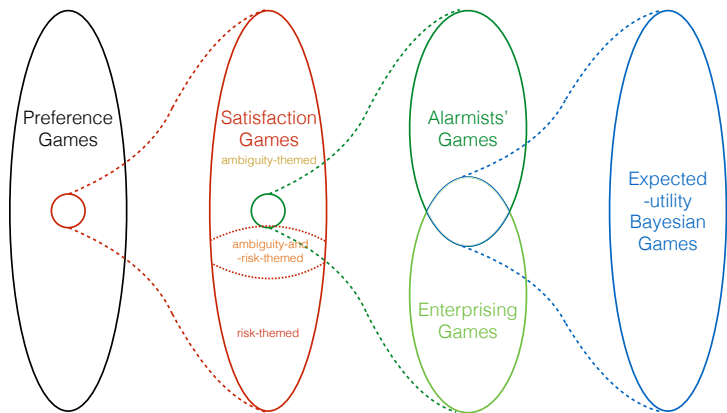 Preference
Games
Satisfaction
Games
ambiguity-themed
ambiguity-and
-risk-themed
risk-themed
Alarmists'
Games
Enterprising
Games
Expected
-utility
Bayesian
Games